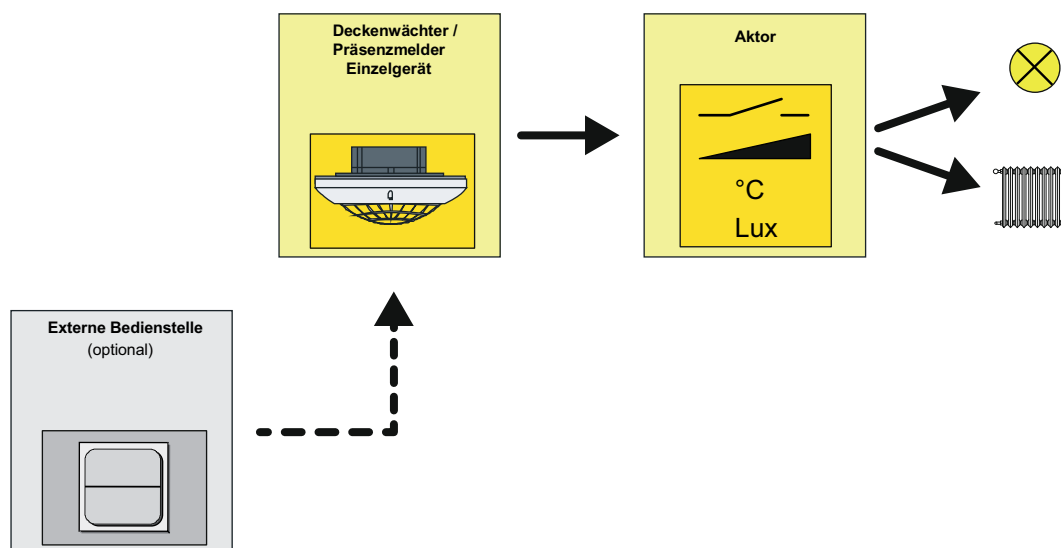 Deckenwächter /
Präsenzmelder
Einzelgerät
Aktor
°C
Lux
Externe Bedienstelle
(optional)